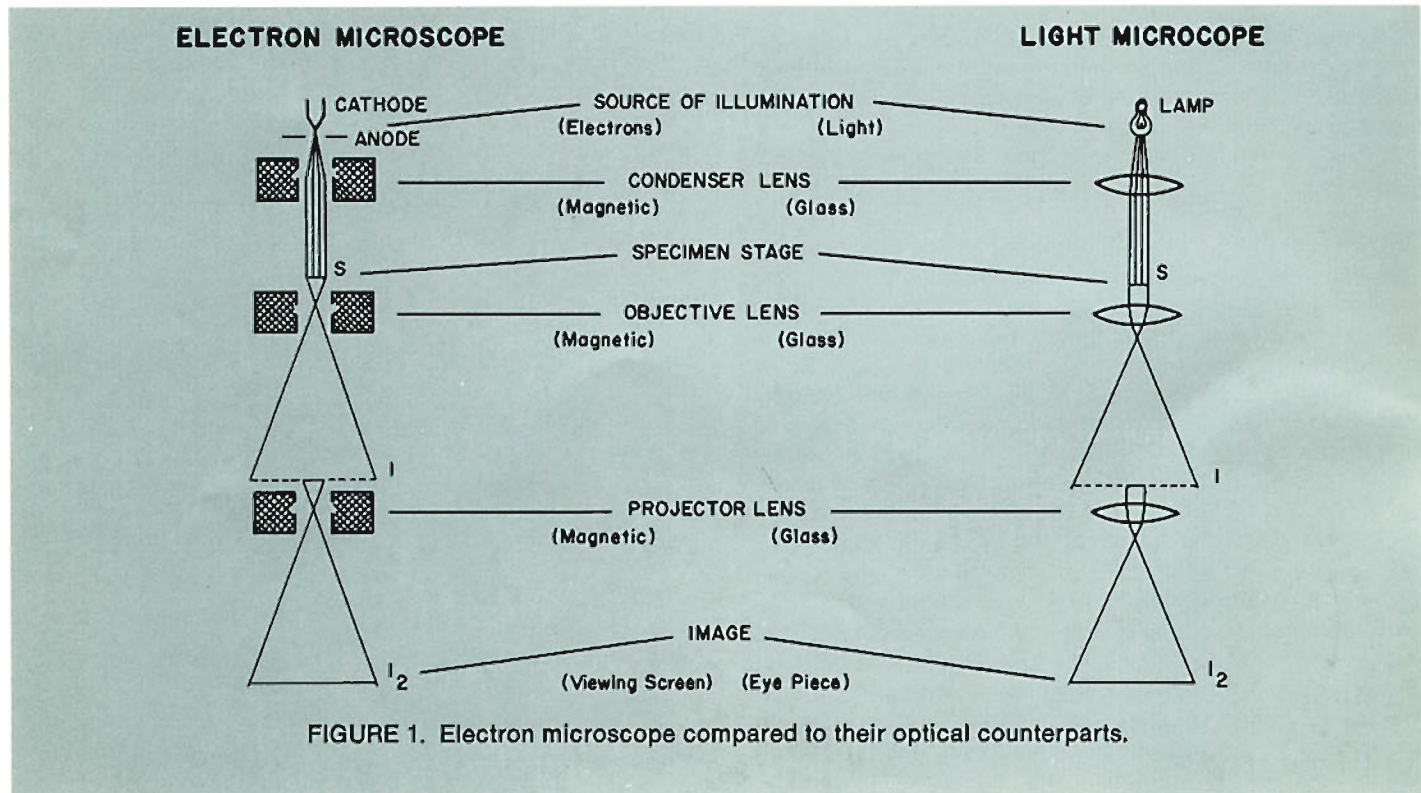 ELECTRON MICROSCOPE LIGHT MICROCOPE
CATHODE SOURCE OF ILLUMINATION LAMP
ANODE (Electrons) (Light)
CONDENSER LENS
(Magnetic) (Glass)
SPECIMEN STAGE
S S
OBJECTIVE LENS
(Magnetic) (Glass)
I I
PROJECTOR LENS
(Magnetic) (Glass)
IMAGE
I2 (Viewing Screen) (Eye Piece) I2
FIGURE 1. Electron microscope compared to their optical counterparts.